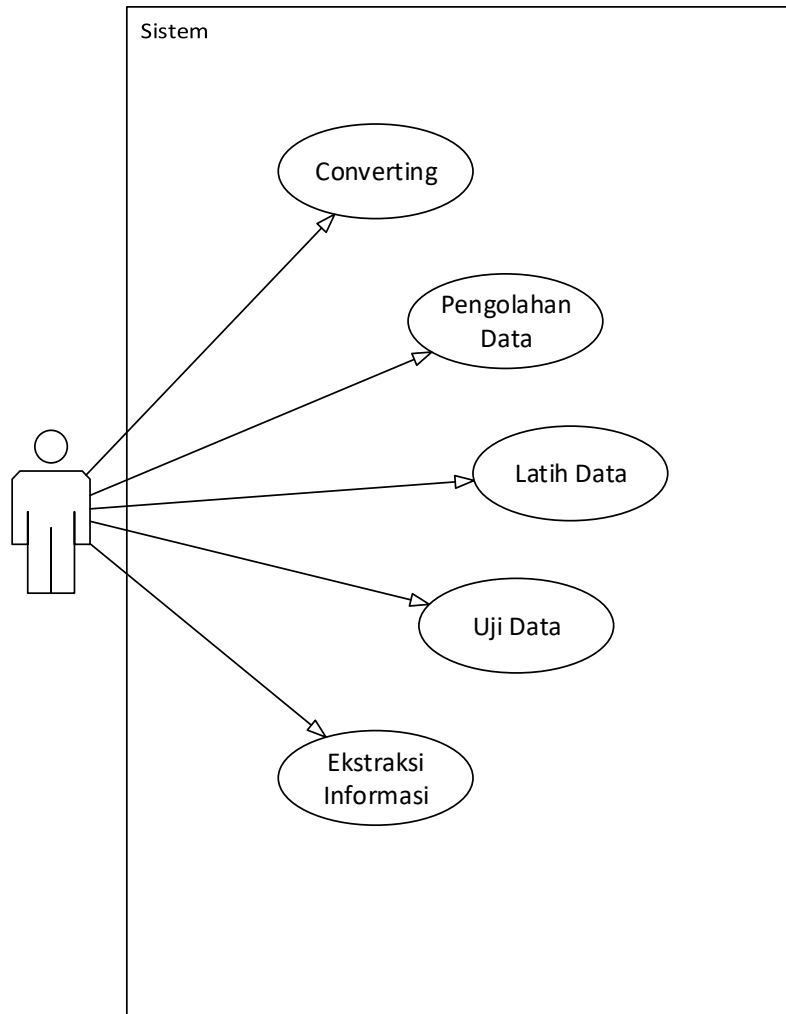 Sistem
Converting
Pengolahan
Data
Latih Data
Uji Data
Ekstraksi
Informasi